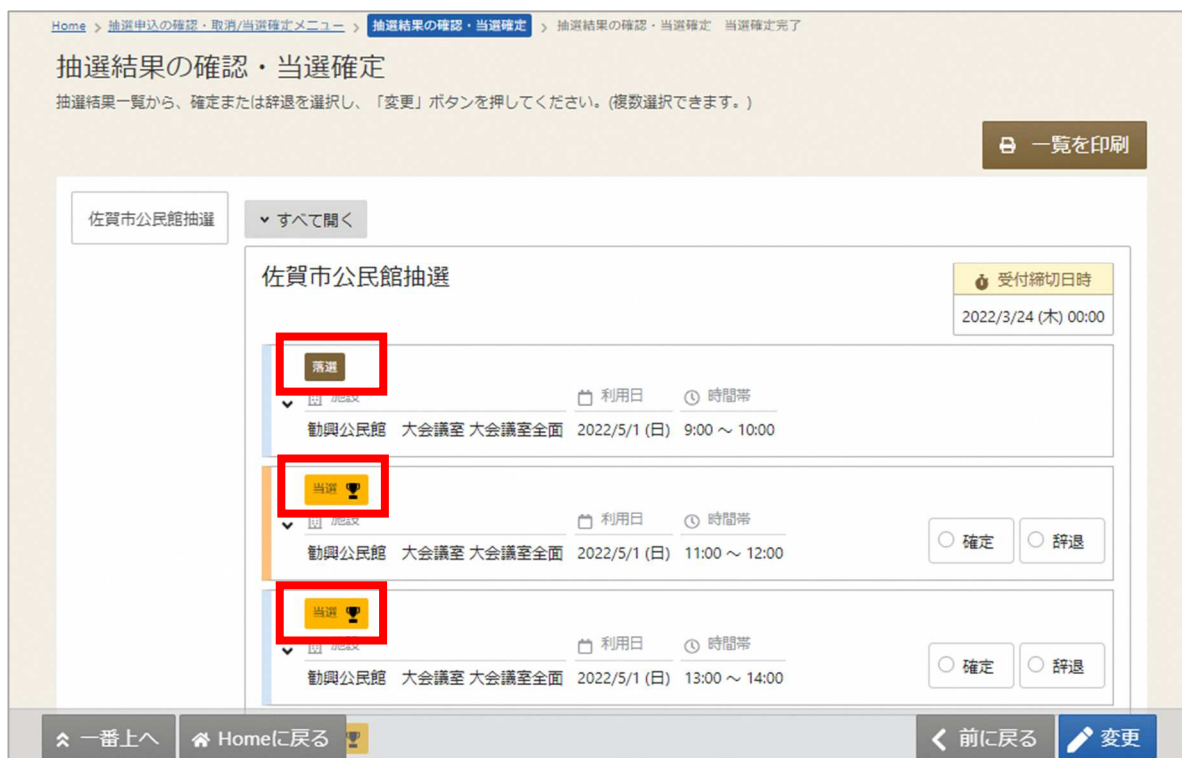 Home > 抽選申込の確認・取消/当選確定メニュー > 抽選結果の確認・当選確定 > 抽選結果の確認・当選確定 当選確定完了
抽選結果の確認・当選確定
抽選結果一覧から、確定または辞退を選択し、「変更」ボタンを押してください。(複数選択できます。)
一覧を印刷
佐賀市公民館抽選
すべて開く
佐賀市公民館抽選
受付締切日時
2022/3/24 (木) 00:00
落選
施設 利用日 時間帯
勧興公民館 大会議室 大会議室全面 2022/5/1 (日) 9:00 ～ 10:00
当選
施設 利用日 時間帯
勧興公民館 大会議室 大会議室全面 2022/5/1 (日) 11:00 ～ 12:00
確定 辞退
当選
施設 利用日 時間帯
勧興公民館 大会議室 大会議室全面 2022/5/1 (日) 13:00 ～ 14:00
確定 辞退
一番上へ Homeに戻る 前に戻る 変更